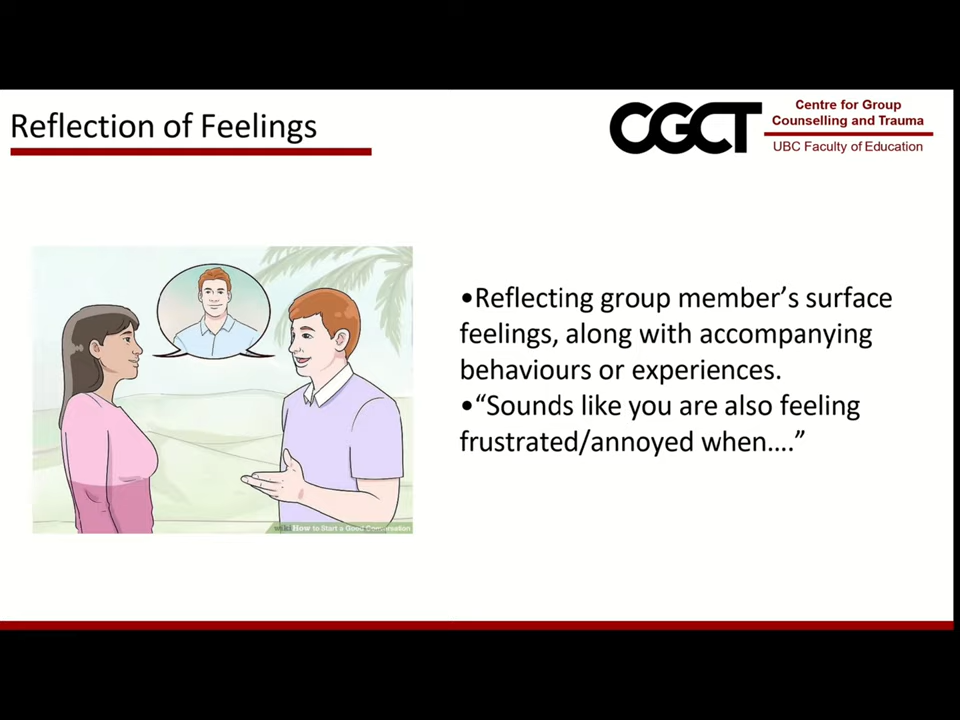 Reflection of Feelings
CGCT
Centre for Group
Counselling and Trauma
UBC Faculty of Education
•Reflecting group member’s surface
feelings, along with accompanying
behaviours or experiences.
•“Sounds like you are also feeling
frustrated/annoyed when....”
wikiHow to Start a Good Conversation